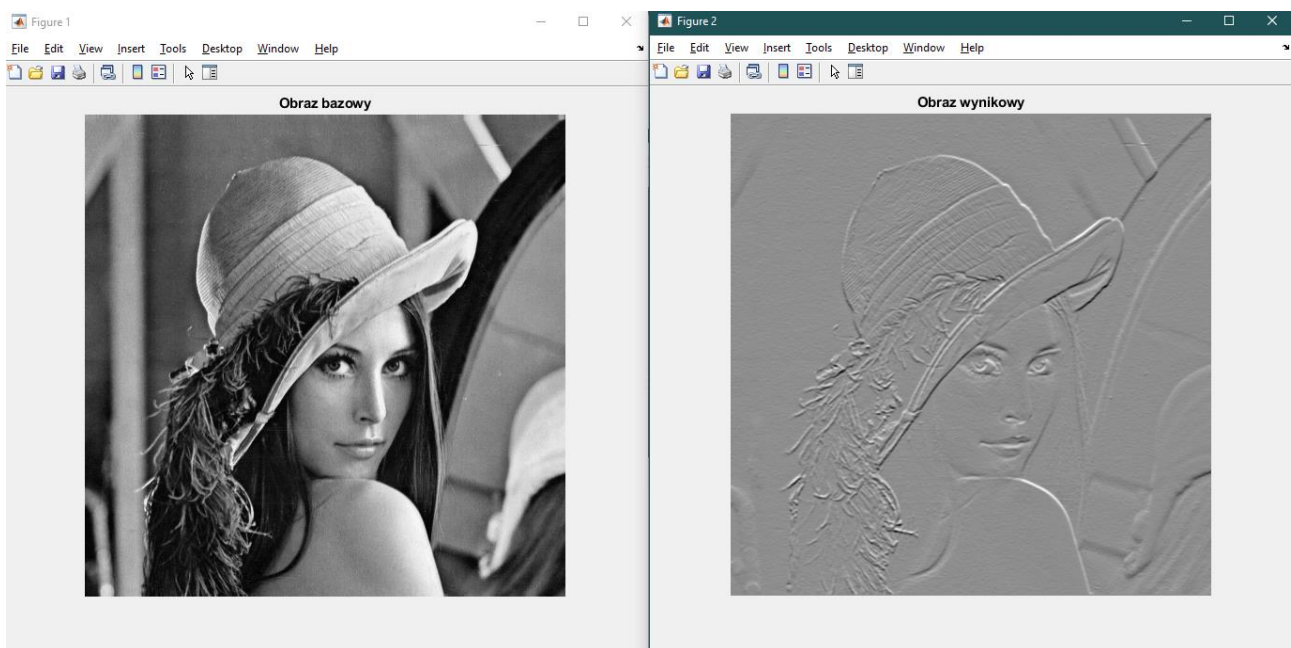 Figure 1
File Edit View Insert Tools Desktop Window Help
Obraz bazowy
Figure 2
File Edit View Insert Tools Desktop Window Help
Obraz wynikowy